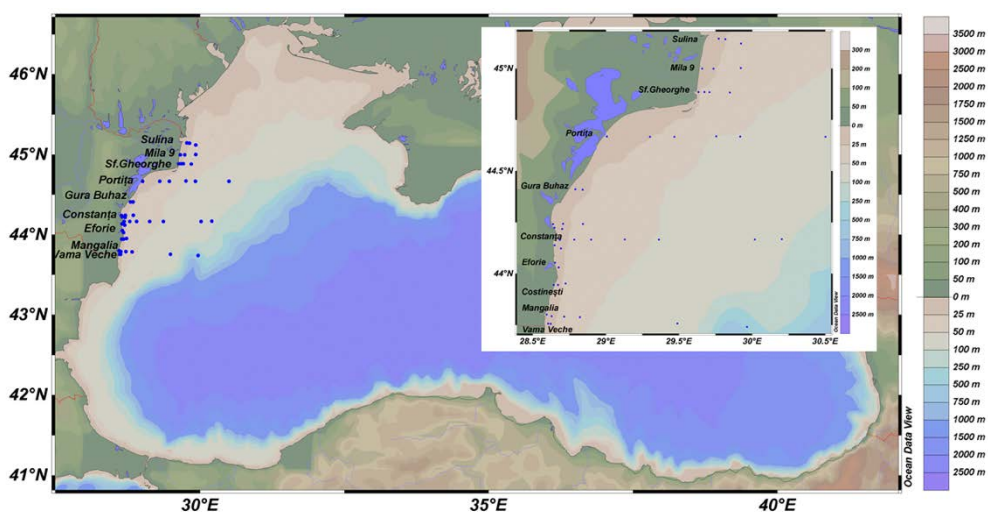 46°N
45°N
44°N
43°N
42°N
41°N
30°E
35°E
40°E
Sulina
Mila 9
Sf.Gheorghe
Portița
Gura Buhaz
Constanța
Eforie
Mangalia
Vama Veche
45°N
44.5°N
44°N
28.5°E
29°E
29.5°E
30°E
30.5°E
Sulina
Mila 9
Sf.Gheorghe
Portița
Gura Buhaz
Constanța
Eforie
Costinești
Mangalia
Vama Veche
300 m
200 m
100 m
50 m
0 m
25 m
50 m
100 m
250 m
500 m
750 m
1000 m
1500 m
2000 m
2500 m
Ocean Data View
3500 m
3000 m
2500 m
2000 m
1750 m
1500 m
1250 m
1000 m
750 m
500 m
400 m
300 m
200 m
100 m
50 m
0 m
25 m
50 m
100 m
250 m
500 m
750 m
1000 m
1500 m
2000 m
2500 m
Ocean Data View